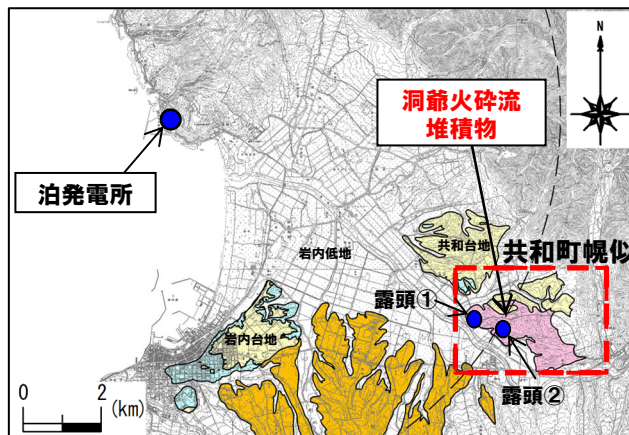 N
洞爺火砕流
堆積物
泊発電所
共和台地
岩内低地
共和町幌似
露頭①
岩内台地
露頭②
0 2
(km)